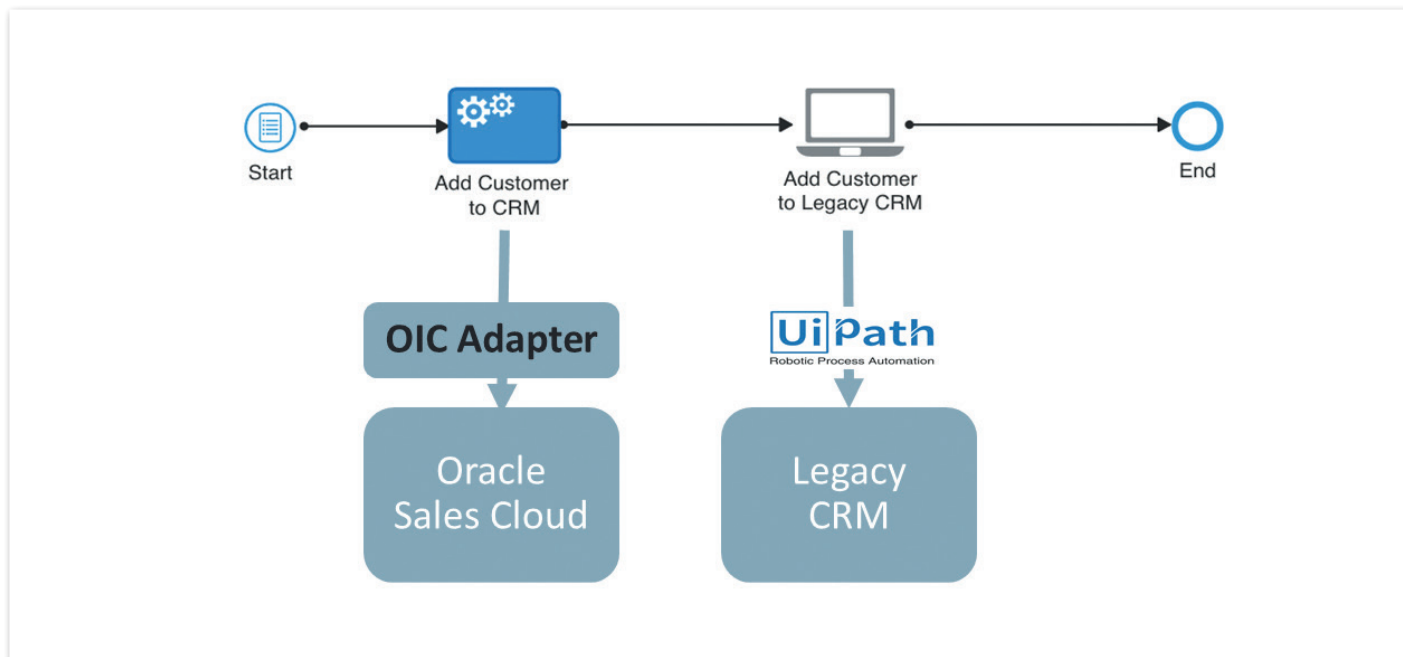 Start
Add Customer
to CRM
Add Customer
to Legacy CRM
End
OIC Adapter
UiPath
Robotic Process Automation
Oracle
Sales Cloud
Legacy
CRM